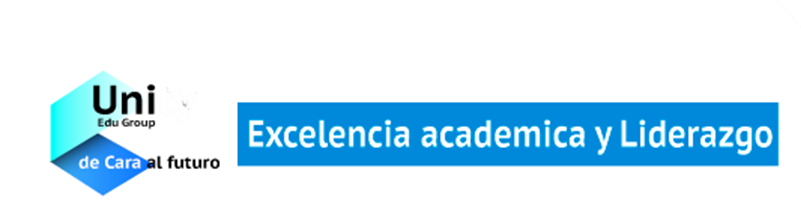 Uni
Edu Group
de Cara al futuro
Excelencia academica y Liderazgo